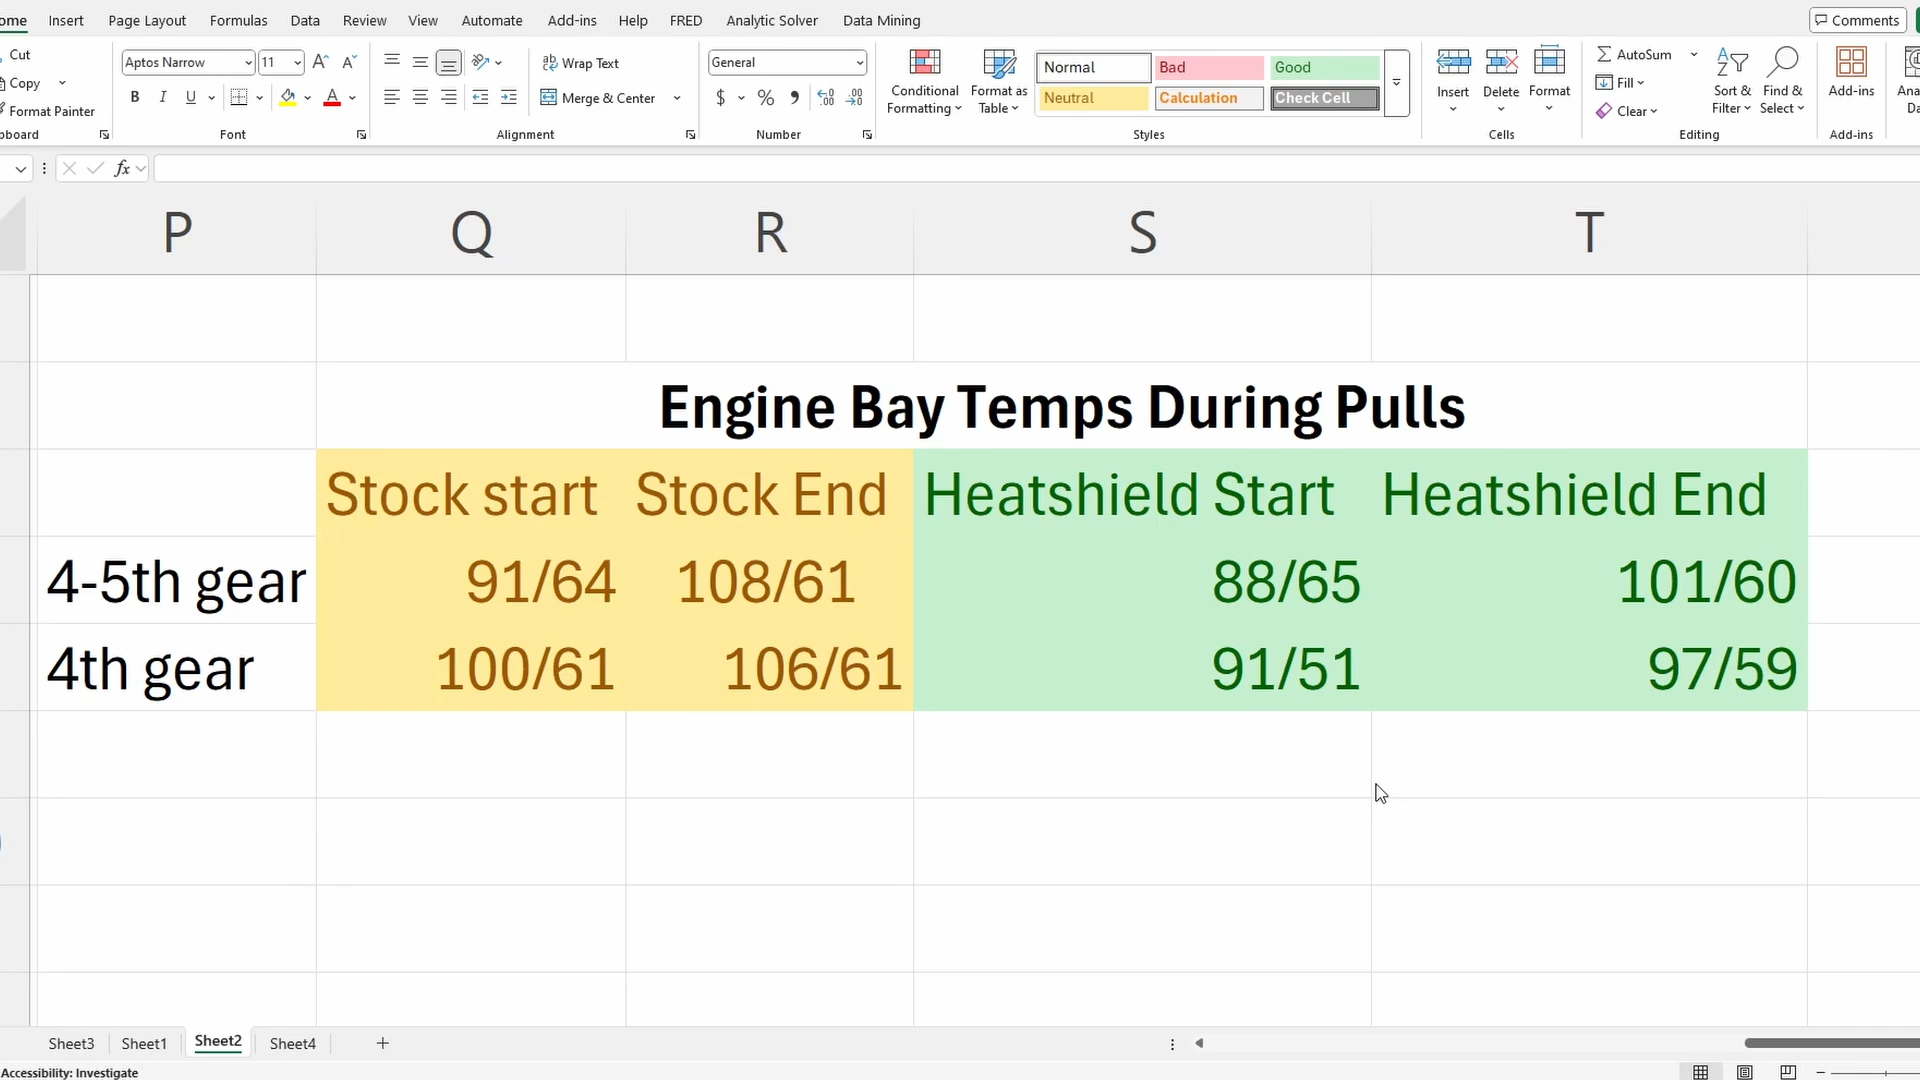 ome Insert Page Layout Formulas Data Review View Automate Add-ins Help FRED Analytic Solver Data Mining Comments
Cut
Copy
Format Painter
pboard
Aptos Narrow 11
B I U
Font
Wrap Text
Merge & Center
Alignment
General
$ % 9
Number
Conditional Formatting
Format as Table
Normal Bad Good
Neutral Calculation Check Cell
Styles
Insert Delete Format
Cells
AutoSum
Fill
Clear
Sort & Filter
Find & Select
Editing
Add-ins
Add-ins
Ana
Da
fx
P Q R S T
Engine Bay Temps During Pulls
Stock start Stock End Heatshield Start Heatshield End
4-5th gear 91/64 108/61 88/65 101/60
4th gear 100/61 106/61 91/51 97/59
Sheet3 Sheet1 Sheet2 Sheet4
Accessibility: Investigate